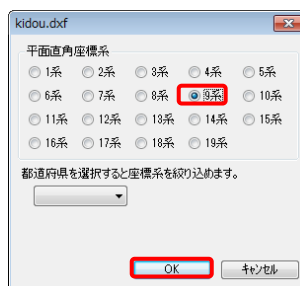 kidou.dxf
平面直角座標系
1系 2系 3系 4系 5系
6系 7系 8系 9系 10系
11系 12系 13系 14系 15系
16系 17系 18系 19系
都道府県を選択すると座標系を絞り込めます。
OK キャンセル